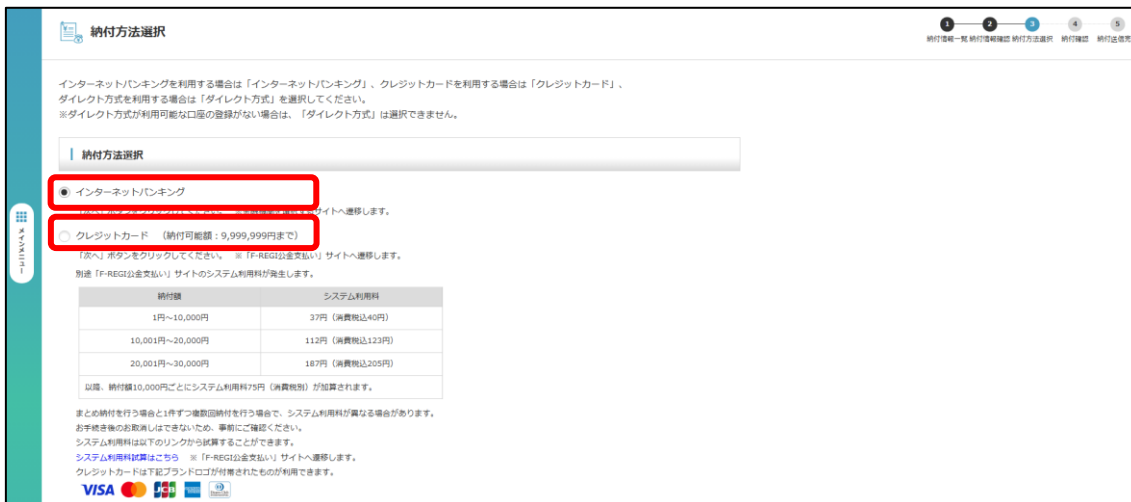 納付方法選択
1 2 3 4 5
納付情報一覧 納付情報確認 納付方法選択 納付確認 納付送信完
インターネットバンキングを利用する場合は「インターネットバンキング」、クレジットカードを利用する場合は「クレジットカード」、
ダイレクト方式を利用する場合は「ダイレクト方式」を選択してください。
※ダイレクト方式が利用可能な口座の登録がない場合は、「ダイレクト方式」は選択できません。
納付方法選択
インターネットバンキング
サイトへ遷移します。
クレジットカード （納付可能額：9,999,999円まで）
「次へ」ボタンをクリックしてください。 ※「F-REGI公金支払い」サイトへ遷移します。
別途「F-REGI公金支払い」サイトのシステム利用料が発生します。
納付額 システム利用料
1円～10,000円 37円（消費税込40円）
10,001円～20,000円 112円（消費税込123円）
20,001円～30,000円 187円（消費税込205円）
以降、納付額10,000円ごとにシステム利用料75円（消費税別）が加算されます。
まとめ納付を行う場合と1件ずつ複数回納付を行う場合で、システム利用料が異なる場合があります。
お手続き後のお取消しはできないため、事前にご確認ください。
システム利用料は以下のリンクから試算することができます。
システム利用料試算はこちら ※「F-REGI公金支払い」サイトへ遷移します。
クレジットカードは下記ブランドロゴが付帯されたものが利用できます。
VISA JCB
メインメニュー